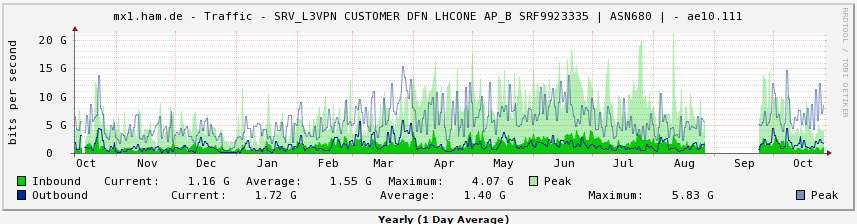 mx1.ham.de - Traffic - SRV_L3VPN CUSTOMER DFN LHCONE AP_B SRF9923335 | ASN680 | - ae10.111
RRDTOOL / TOBI OETIKER
bits per second
20 G
15 G
10 G
5 G
0
Oct Nov Dec Jan Feb Mar Apr May Jun Jul Aug Sep Oct
Inbound Current: 1.16 G Average: 1.55 G Maximum: 4.07 G Peak
Outbound Current: 1.72 G Average: 1.40 G Maximum: 5.83 G Peak
Yearly (1 Day Average)